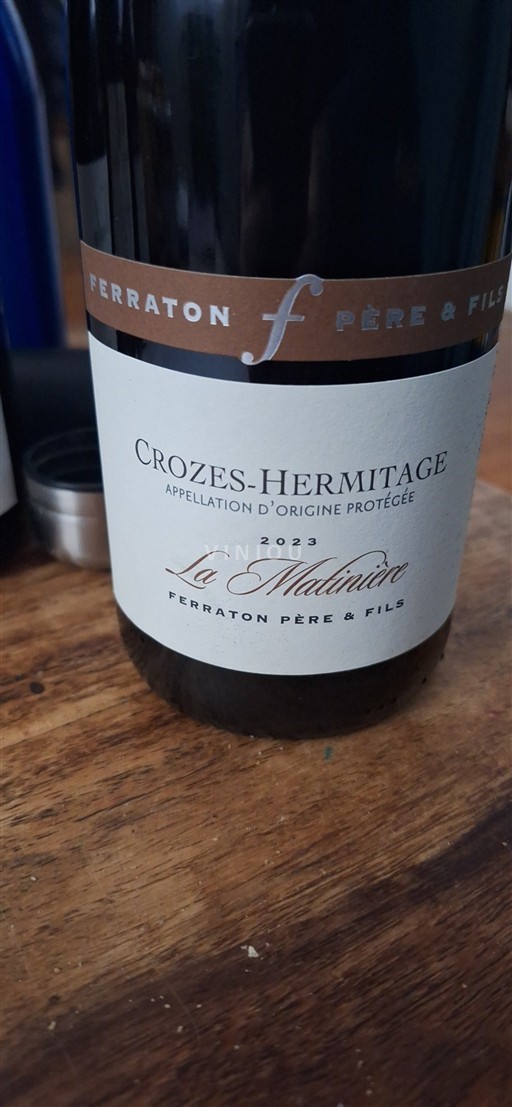 FERRATON f PÈRE & FILS
CROZES-HERMITAGE
APPELLATION D'ORIGINE PROTÉGÉE
2023
VINIOU
La Matinière
FERRATON PÈRE & FILS